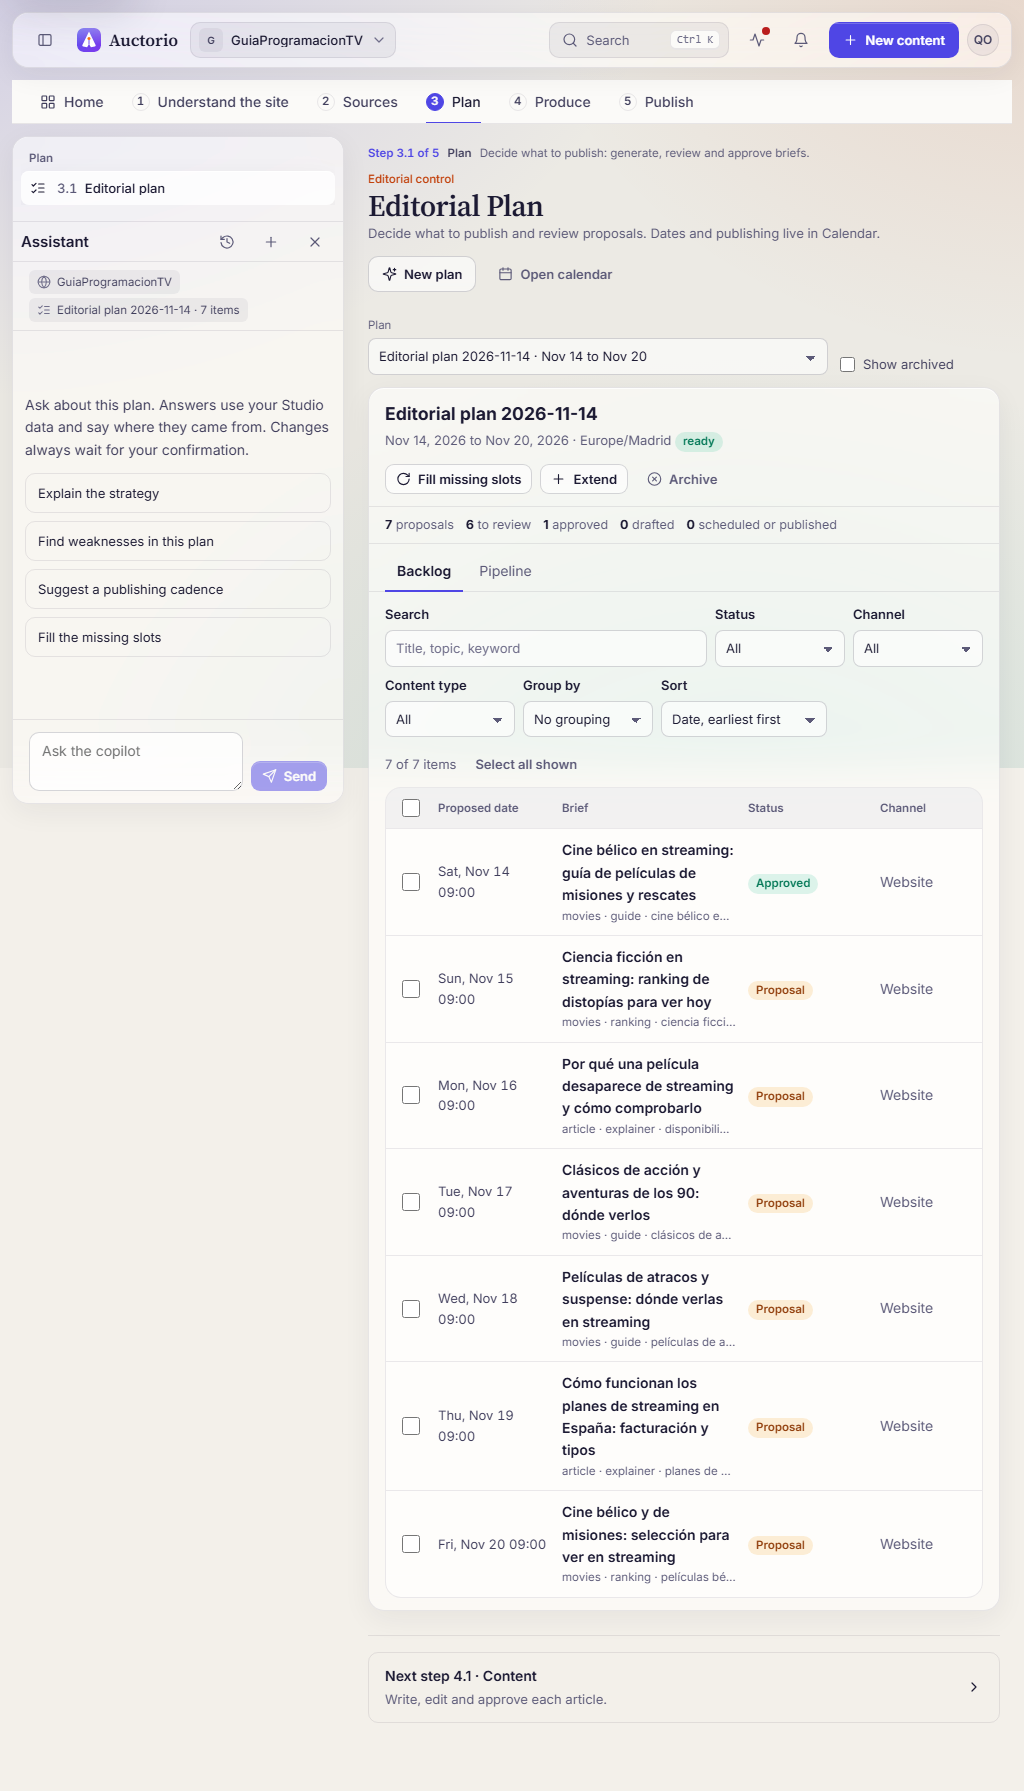 Auctorio
G GuiaProgramacionTV
Search Ctrl K
New content
QO
Home
1 Understand the site
2 Sources
3 Plan
4 Produce
5 Publish
Plan
3.1 Editorial plan
Assistant
GuiaProgramacionTV
Editorial plan 2026-11-14 · 7 items
Ask about this plan. Answers use your Studio
data and say where they came from. Changes
always wait for your confirmation.
Explain the strategy
Find weaknesses in this plan
Suggest a publishing cadence
Fill the missing slots
Ask the copilot
Send
Step 3.1 of 5 Plan Decide what to publish: generate, review and approve briefs.
Editorial control
Editorial Plan
Decide what to publish and review proposals. Dates and publishing live in Calendar.
New plan
Open calendar
Plan
Editorial plan 2026-11-14 · Nov 14 to Nov 20
Show archived
Editorial plan 2026-11-14
Nov 14, 2026 to Nov 20, 2026 · Europe/Madrid ready
Fill missing slots
Extend
Archive
7 proposals 6 to review 1 approved 0 drafted 0 scheduled or published
Backlog
Pipeline
Search
Status
Channel
Title, topic, keyword
All
All
Content type
Group by
Sort
All
No grouping
Date, earliest first
7 of 7 items
Select all shown
Proposed date Brief Status Channel
Sat, Nov 14
09:00
Cine bélico en streaming:
guía de películas de
misiones y rescates
movies · guide · cine bélico e...
Approved
Website
Sun, Nov 15
09:00
Ciencia ficción en
streaming: ranking de
distopías para ver hoy
movies · ranking · ciencia ficci...
Proposal
Website
Mon, Nov 16
09:00
Por qué una película
desaparece de streaming
y cómo comprobarlo
article · explainer · disponibili...
Proposal
Website
Tue, Nov 17
09:00
Clásicos de acción y
aventuras de los 90:
dónde verlos
movies · guide · clásicos de a...
Proposal
Website
Wed, Nov 18
09:00
Películas de atracos y
suspense: dónde verlas
en streaming
movies · guide · películas de a...
Proposal
Website
Thu, Nov 19
09:00
Cómo funcionan los
planes de streaming en
España: facturación y
tipos
article · explainer · planes de ...
Proposal
Website
Fri, Nov 20 09:00
Cine bélico y de
misiones: selección para
ver en streaming
movies · ranking · películas bé...
Proposal
Website
Next step 4.1 · Content
Write, edit and approve each article.